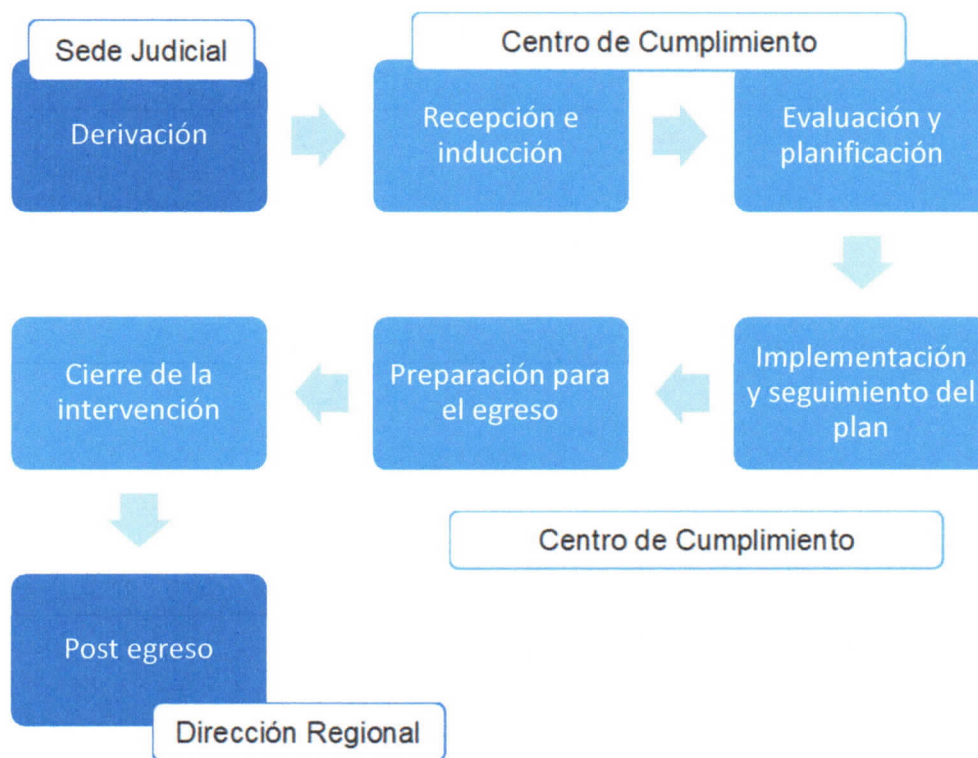 Sede Judicial
Centro de Cumplimiento
Derivación
Recepción e
inducción
Evaluación y
planificación
Cierre de la
intervención
Preparación para
el egreso
Implementación
y seguimiento del
plan
Centro de Cumplimiento
Post egreso
Dirección Regional